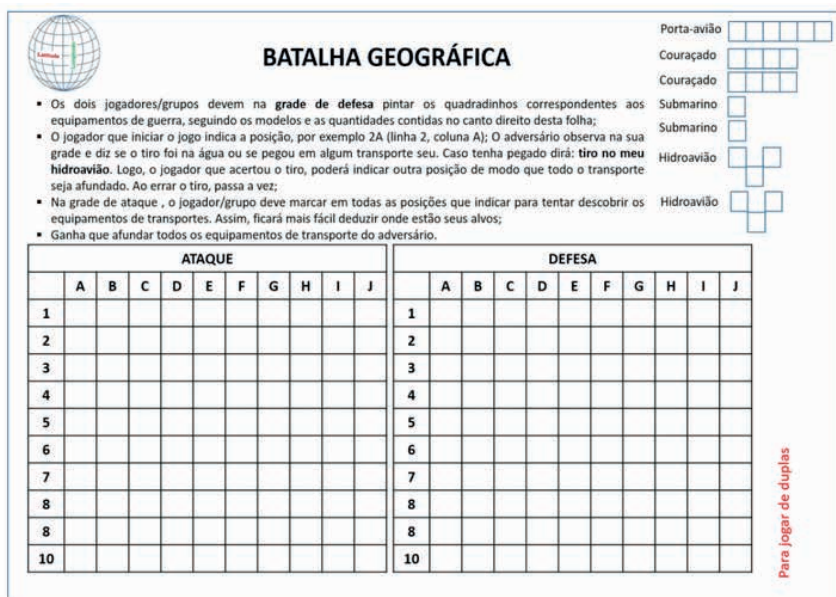 Latitude
BATALHA GEOGRÁFICA
Porta-avião
Couraçado
Couraçado
Submarino
Submarino
Hidroavião
Hidroavião
▪ Os dois jogadores/grupos devem na grade de defesa pintar os quadradinhos correspondentes aos
equipamentos de guerra, seguindo os modelos e as quantidades contidas no canto direito desta folha;
▪ O jogador que iniciar o jogo indica a posição, por exemplo 2A (linha 2, coluna A); O adversário observa na sua
grade e diz se o tiro foi na água ou se pegou em algum transporte seu. Caso tenha pegado dirá: tiro no meu
hidroavião. Logo, o jogador que acertou o tiro, poderá indicar outra posição de modo que todo o transporte
seja afundado. Ao errar o tiro, passa a vez;
▪ Na grade de ataque , o jogador/grupo deve marcar em todas as posições que indicar para tentar descobrir os
equipamentos de transportes. Assim, ficará mais fácil deduzir onde estão seus alvos;
▪ Ganha que afundar todos os equipamentos de transporte do adversário.
ATAQUE
A B C D E F G H I J
1
2
3
4
5
6
7
8
8
10
DEFESA
A B C D E F G H I J
1
2
3
4
5
6
7
8
8
10
Para jogar de duplas